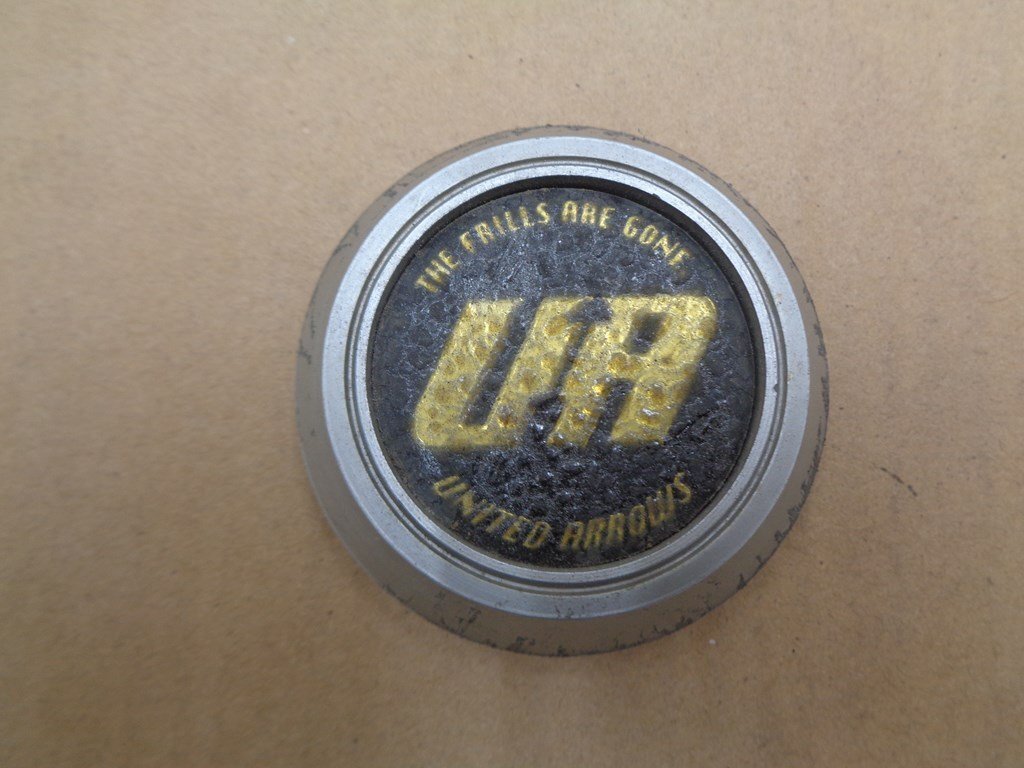 THE FRILLS ARE GONE.
UA
UNITED ARROWS